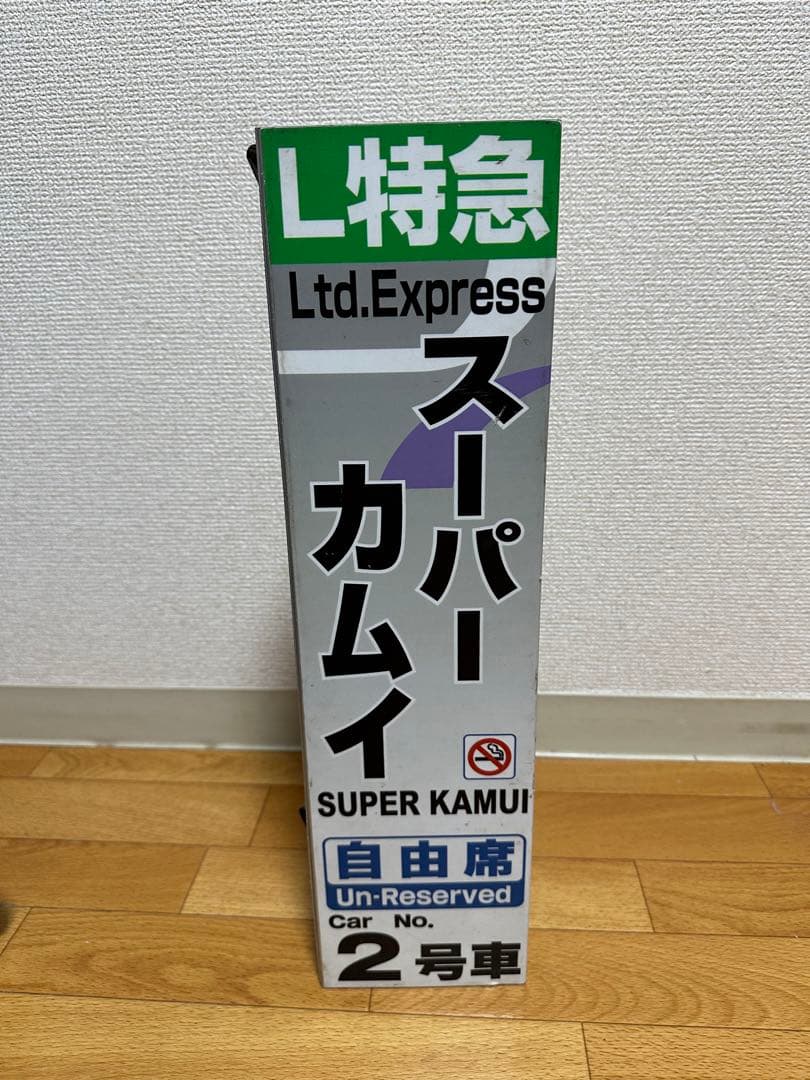 L特急
Ltd.Express
スーパー
カムイ
SUPER KAMUI
自由席
Un-Reserved
Car No.
2号車